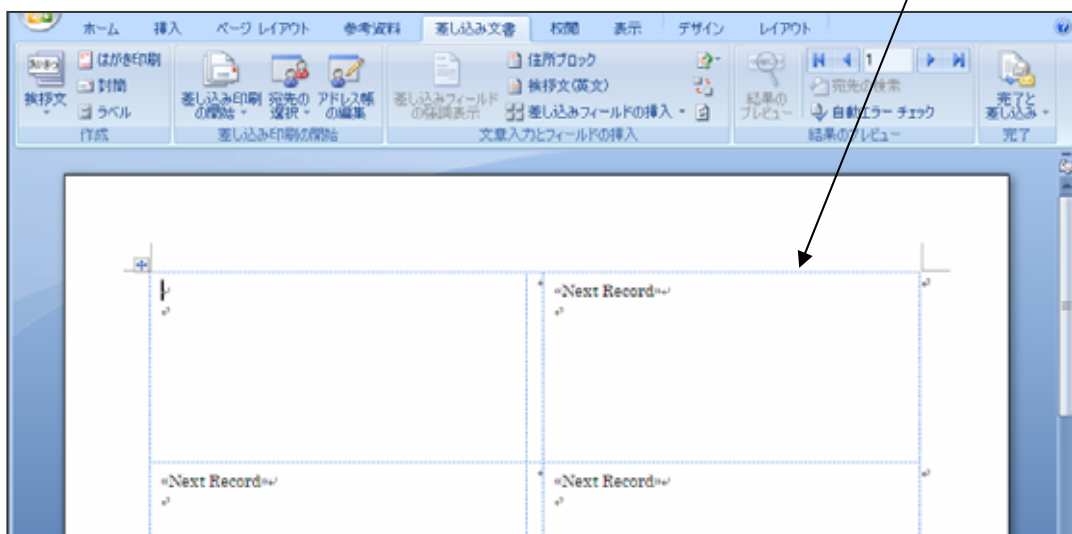 ホーム 挿入 ページ レイアウト 参考資料 差し込み文書 校閲 表示 デザイン レイアウト
挨拶文
はがき印刷
封筒
ラベル
作成
差し込み印刷の開始
宛先の選択
アドレス帳の編集
差し込み印刷の開始
差し込みフィールドの強調表示
住所ブロック
挨拶文(英文)
差し込みフィールドの挿入
文章入力とフィールドの挿入
結果のプレビュー
1
宛先の検索
自動エラー チェック
結果のプレビュー
完了と差し込み
完了
«Next Record»
«Next Record»
«Next Record»